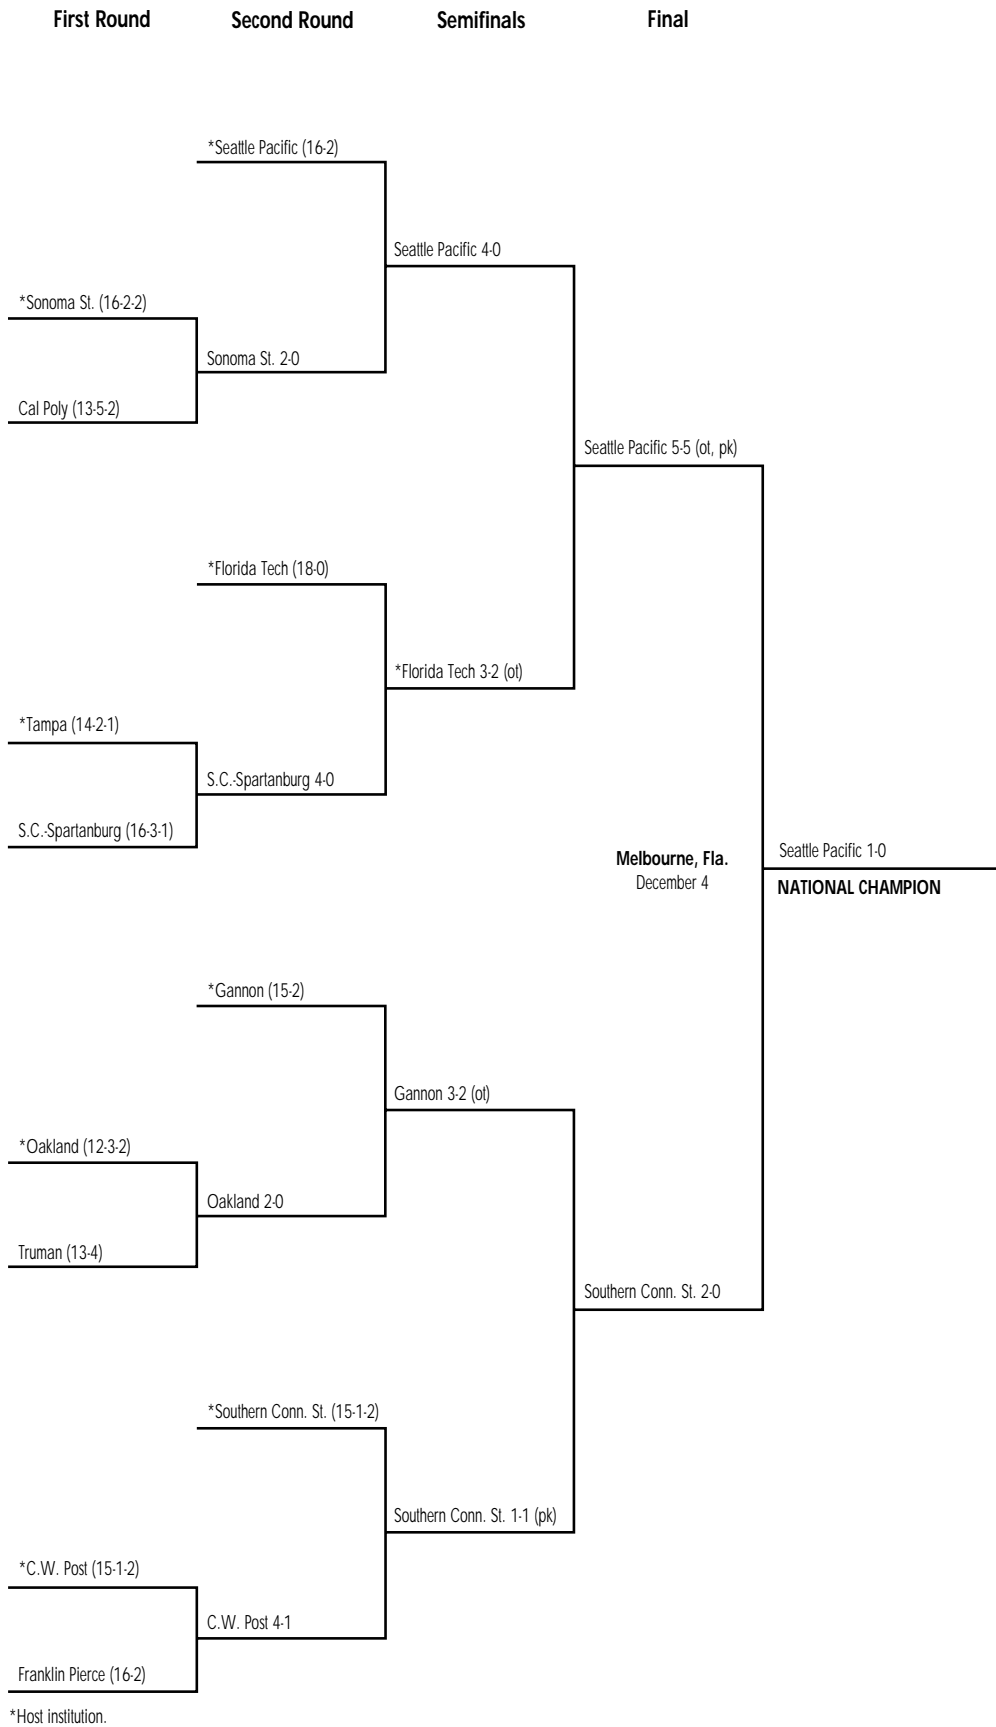 First Round Second Round Semifinals Final
*Seattle Pacific (16-2)
Seattle Pacific 4-0
*Sonoma St. (16-2-2)
Sonoma St. 2-0
Cal Poly (13-5-2)
Seattle Pacific 5-5 (ot, pk)
*Florida Tech (18-0)
*Florida Tech 3-2 (ot)
*Tampa (14-2-1)
S.C.-Spartanburg 4-0
S.C.-Spartanburg (16-3-1)
Melbourne, Fla.
December 4
Seattle Pacific 1-0
NATIONAL CHAMPION
*Gannon (15-2)
Gannon 3-2 (ot)
*Oakland (12-3-2)
Oakland 2-0
Truman (13-4)
Southern Conn. St. 2-0
*Southern Conn. St. (15-1-2)
Southern Conn. St. 1-1 (pk)
*C.W. Post (15-1-2)
C.W. Post 4-1
Franklin Pierce (16-2)
*Host institution.